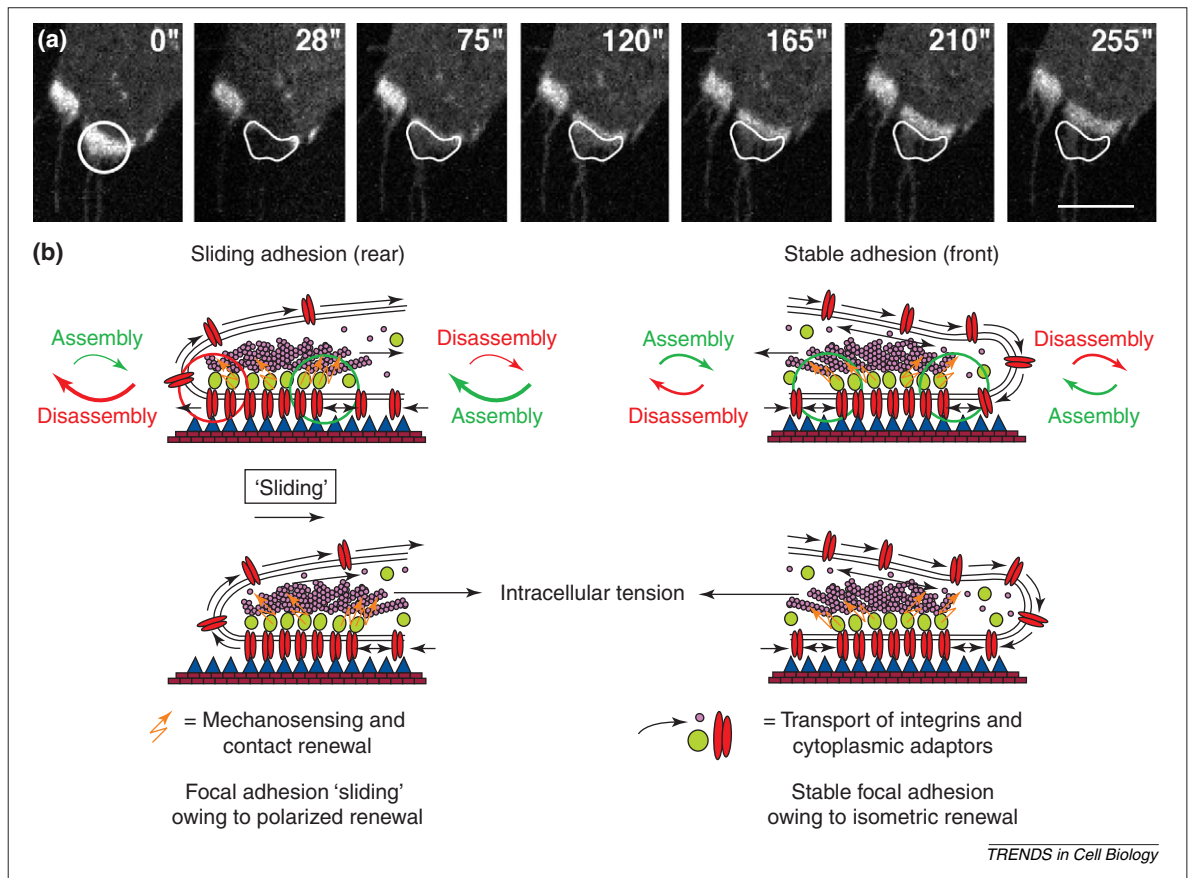 (a)
0" 28" 75" 120" 165" 210" 255"
(b)
Sliding adhesion (rear)
Stable adhesion (front)
Assembly
Disassembly
Disassembly
Assembly
Assembly
Disassembly
Disassembly
Assembly
‘Sliding’
Intracellular tension
= Mechanosensing and
contact renewal
= Transport of integrins and
cytoplasmic adaptors
Focal adhesion ‘sliding’
owing to polarized renewal
Stable focal adhesion
owing to isometric renewal
TRENDS in Cell Biology